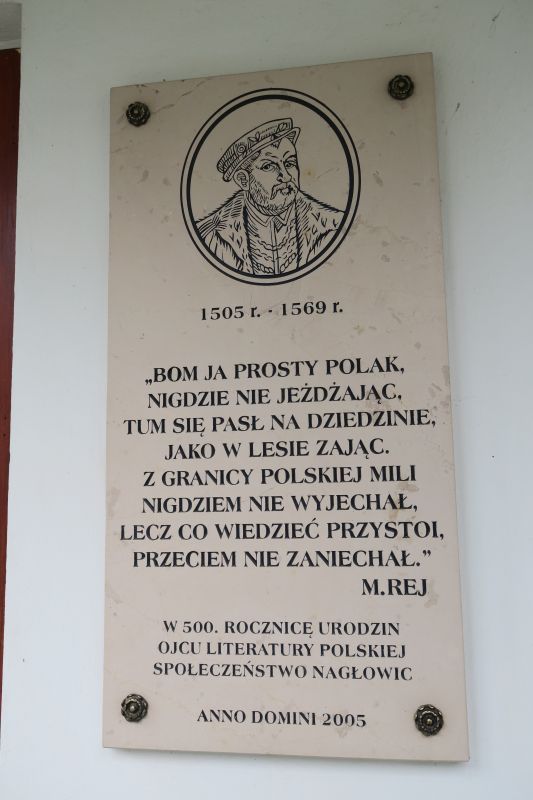 1505 r. - 1569 r.
„BOM JA PROSTY POLAK,
NIGDZIE NIE JEŻDŻAJĄC,
TUM SIĘ PASŁ NA DZIEDZINIE,
JAKO W LESIE ZAJĄC.
Z GRANICY POLSKIEJ MILI
NIGDZIEM NIE WYJECHAŁ,
LECZ CO WIEDZIEĆ PRZYSTOI,
PRZECIEM NIE ZANIECHAŁ.”
M.REJ
W 500. ROCZNICĘ URODZIN
OJCU LITERATURY POLSKIEJ
SPOŁECZEŃSTWO NAGŁOWIC
ANNO DOMINI 2005